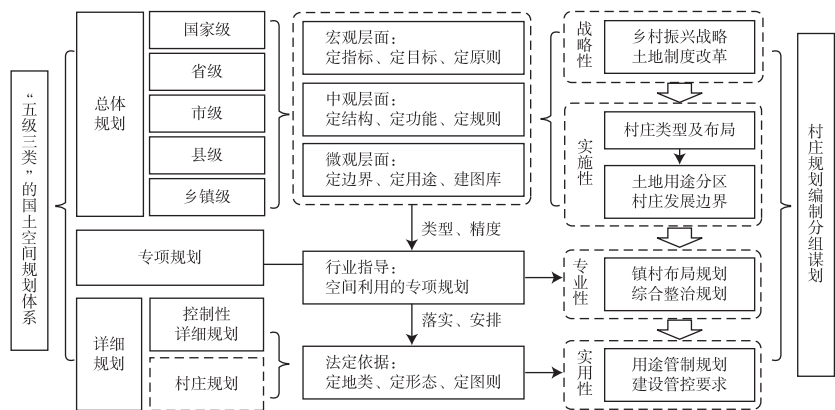 “五级三类”的国土空间规划体系
总体
规划
国家级
省级
市级
县级
乡镇级
专项规划
详细
规划
控制性
详细规划
村庄规划
宏观层面：
定指标、定目标、定原则
中观层面：
定结构、定功能、定规则
微观层面：
定边界、定用途、建图库
类型、精度
行业指导：
空间利用的专项规划
落实、安排
法定依据：
定地类、定形态、定图则
战略性
乡村振兴战略
土地制度改革
实施性
村庄类型及布局
土地用途分区
村庄发展边界
专业性
镇村布局规划
综合整治规划
实用性
用途管制规划
建设管控要求
村庄规划编制分组谋划